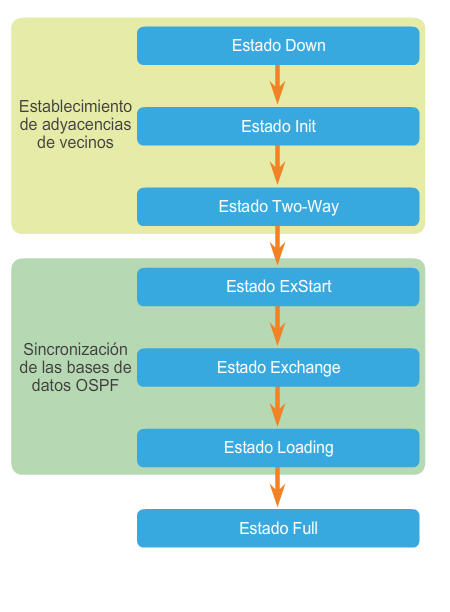 Estado Down
Establecimiento
de adyacencias
de vecinos
Estado Init
Estado Two-Way
Estado ExStart
Sincronización
de las bases de
datos OSPF
Estado Exchange
Estado Loading
Estado Full